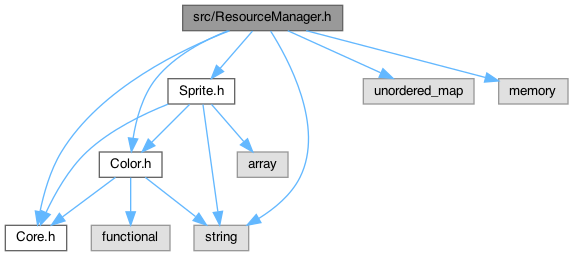 src/ResourceManager.h
Sprite.h
unordered_map
memory
Color.h
array
Core.h
functional
string